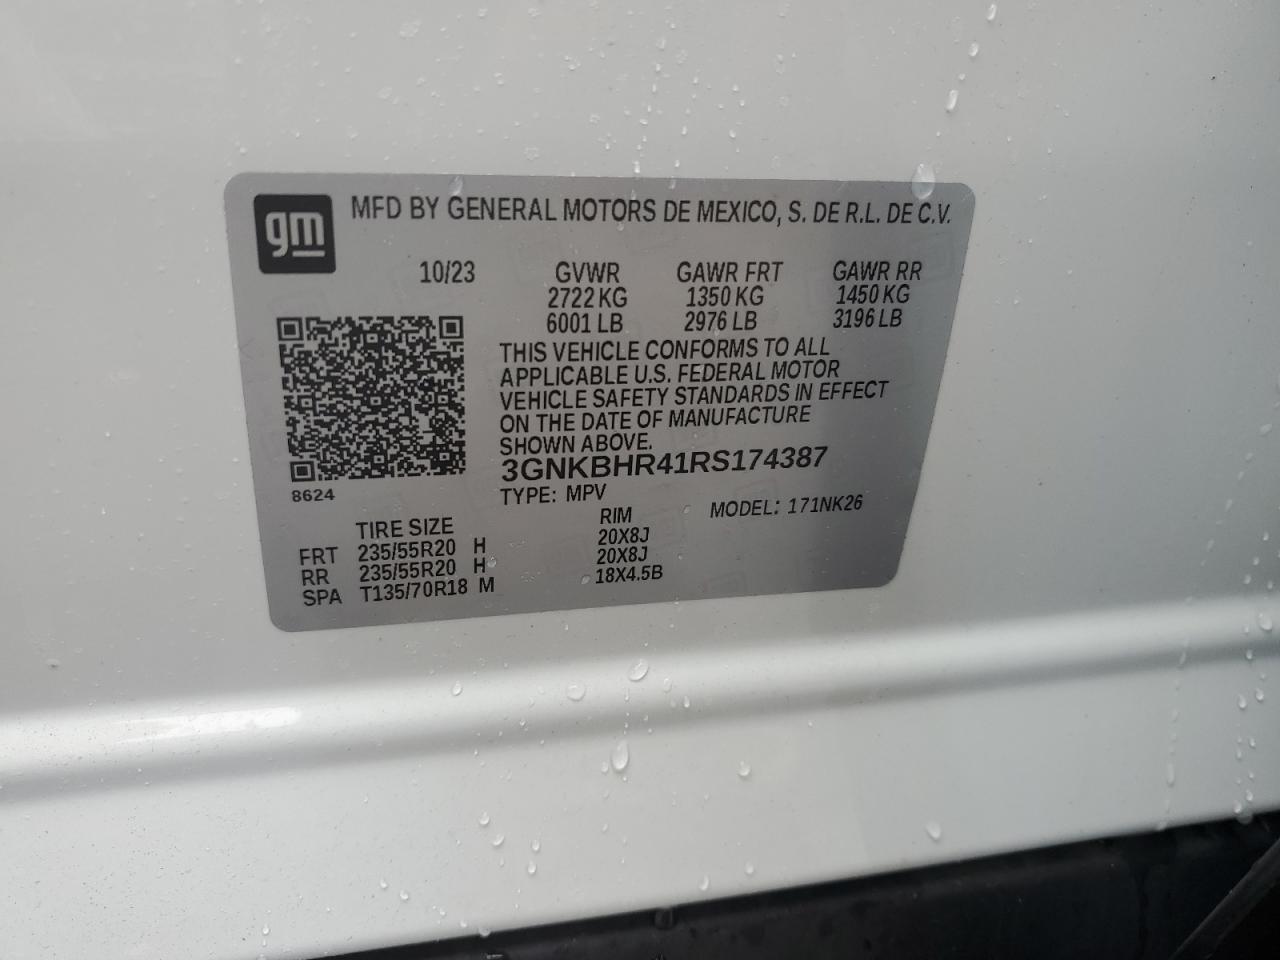 gm
MFD BY GENERAL MOTORS DE MEXICO, S. DE R.L. DE C.V.
10/23 GVWR GAWR FRT GAWR RR
2722 KG 1350 KG 1450 KG
6001 LB 2976 LB 3196 LB
THIS VEHICLE CONFORMS TO ALL
APPLICABLE U.S. FEDERAL MOTOR
VEHICLE SAFETY STANDARDS IN EFFECT
ON THE DATE OF MANUFACTURE
SHOWN ABOVE.
3GNKBHR41RS174387
8624
TYPE: MPV MODEL: 171NK26
TIRE SIZE RIM
FRT 235/55R20 H 20X8J
RR 235/55R20 H 20X8J
SPA T135/70R18 M 18X4.5B